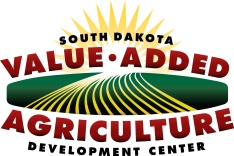 SOUTH DAKOTA
VALUE·ADDED
AGRICULTURE
DEVELOPMENT CENTER